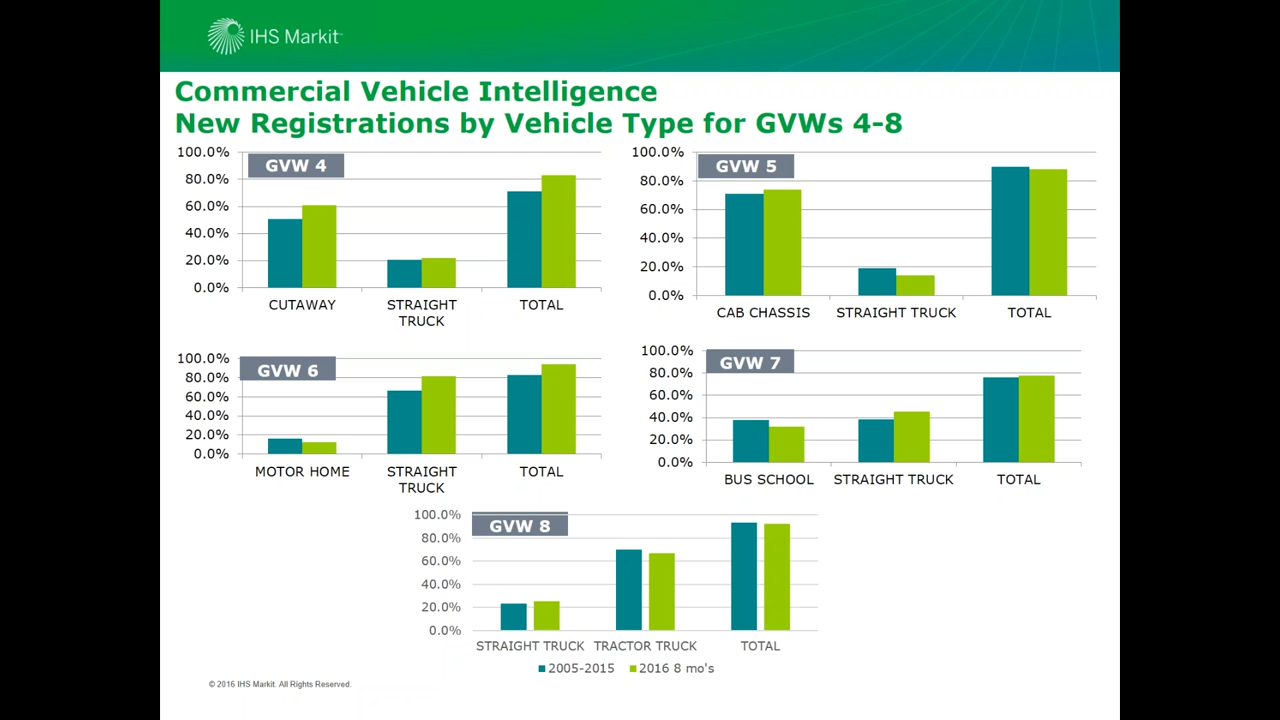 IHS Markit
Commercial Vehicle Intelligence
New Registrations by Vehicle Type for GVWs 4-8
GVW 4
100.0%
80.0%
60.0%
40.0%
20.0%
0.0%
CUTAWAY
STRAIGHT
TRUCK
TOTAL
GVW 5
100.0%
80.0%
60.0%
40.0%
20.0%
0.0%
CAB CHASSIS
STRAIGHT TRUCK
TOTAL
GVW 6
100.0%
80.0%
60.0%
40.0%
20.0%
0.0%
MOTOR HOME
STRAIGHT
TRUCK
TOTAL
GVW 7
100.0%
80.0%
60.0%
40.0%
20.0%
0.0%
BUS SCHOOL
STRAIGHT TRUCK
TOTAL
GVW 8
100.0%
80.0%
60.0%
40.0%
20.0%
0.0%
STRAIGHT TRUCK
TRACTOR TRUCK
TOTAL
2005-2015
2016 8 mo's
© 2016 IHS Markit. All Rights Reserved.